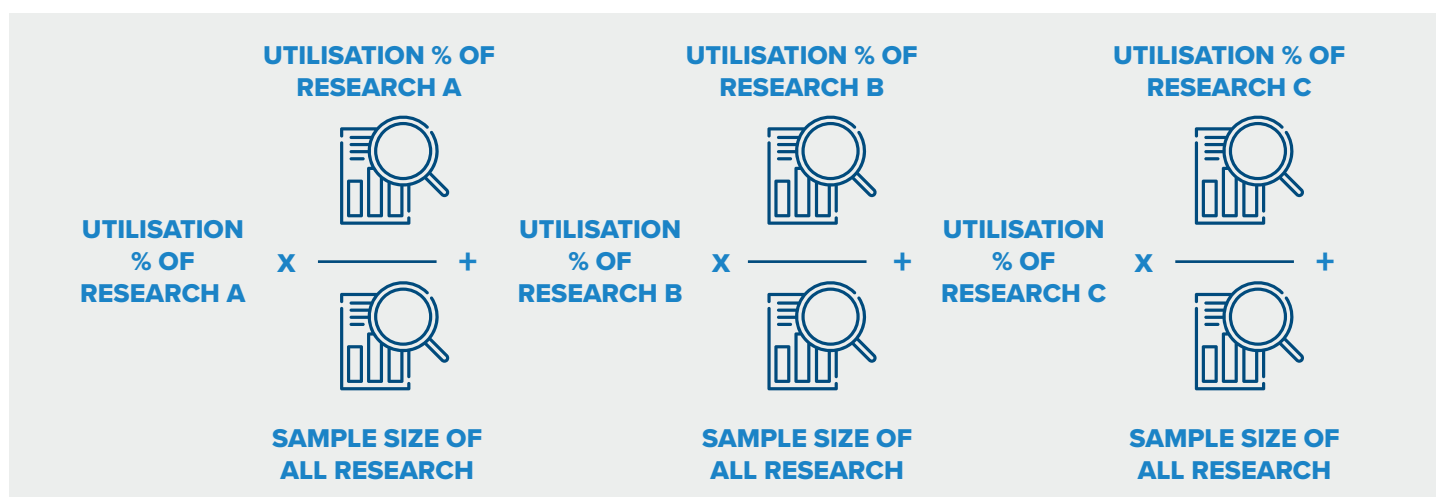 UTILISATION % OF
RESEARCH A
UTILISATION % OF
RESEARCH B
UTILISATION % OF
RESEARCH C
UTILISATION
% OF
RESEARCH A
x
+
UTILISATION
% OF
RESEARCH B
x
+
UTILISATION
% OF
RESEARCH C
x
+
SAMPLE SIZE OF
ALL RESEARCH
SAMPLE SIZE OF
ALL RESEARCH
SAMPLE SIZE OF
ALL RESEARCH